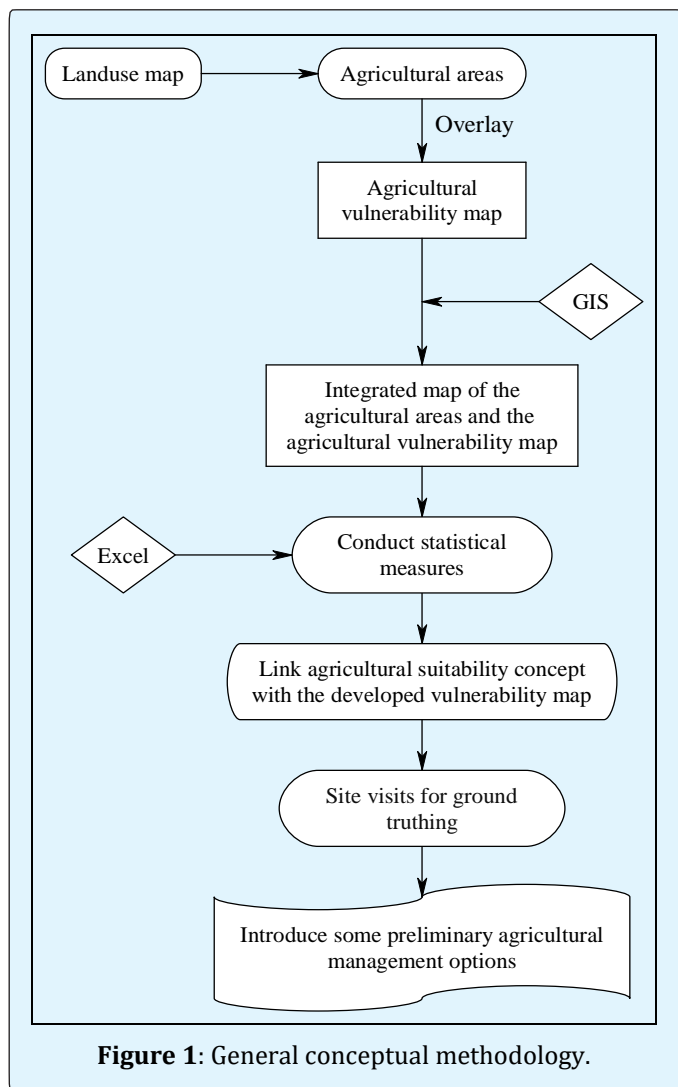 Landuse map
Agricultural areas
Overlay
Agricultural
vulnerability map
GIS
Integrated map of the
agricultural areas and the
agricultural vulnerability map
Excel
Conduct statistical
measures
Link agricultural suitability concept
with the developed vulnerability map
Site visits for ground
truthing
Introduce some preliminary agricultural
management options
Figure 1: General conceptual methodology.